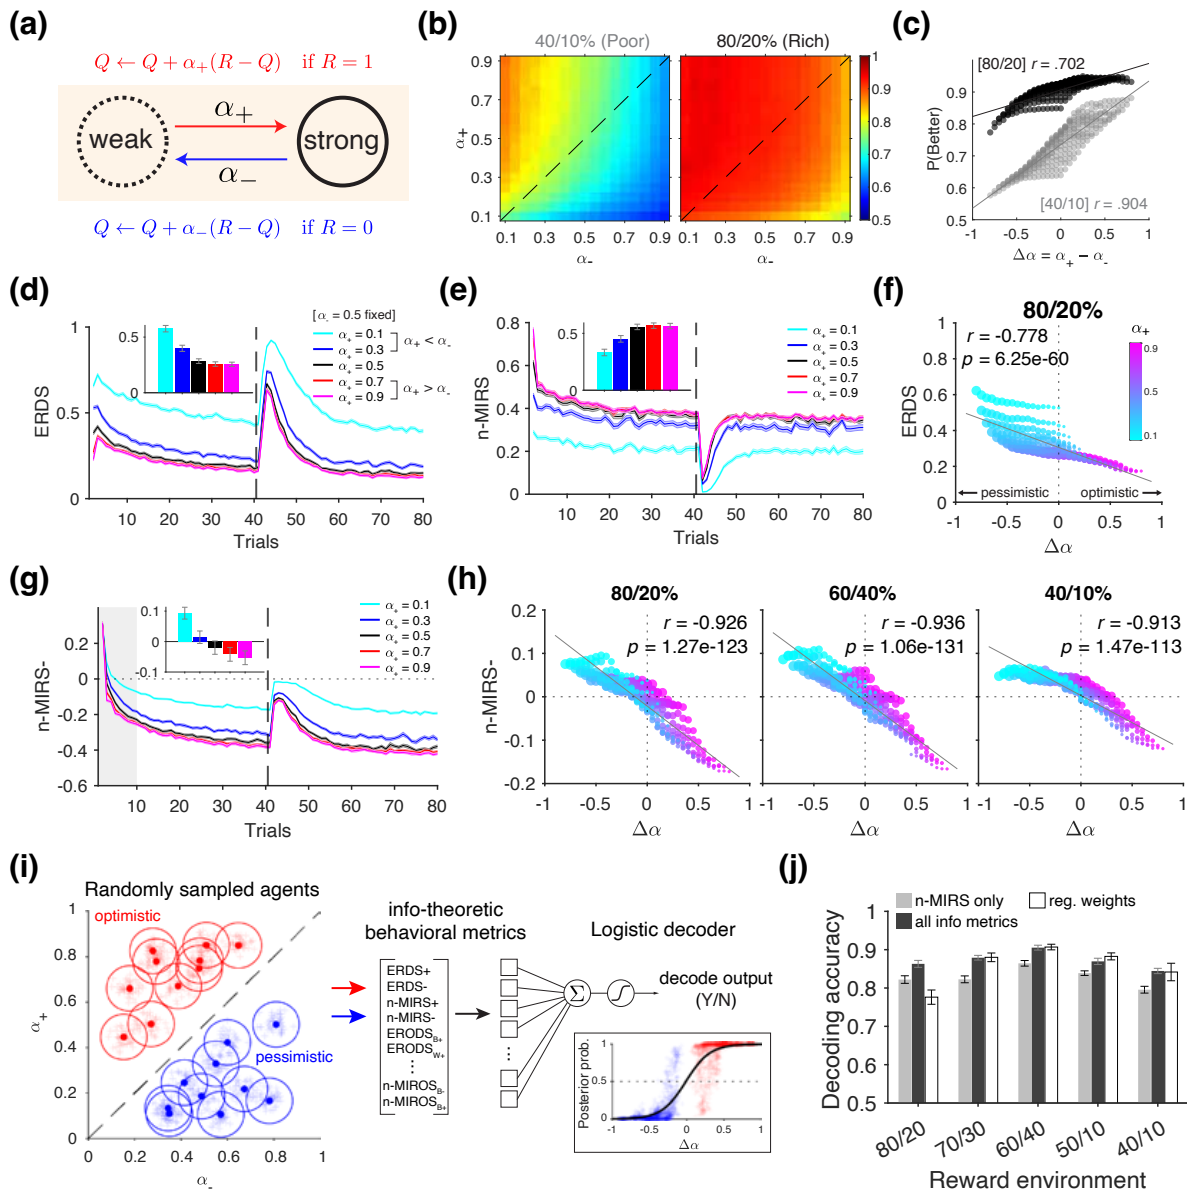 (a)
Q ← Q + α₊(R − Q) if R = 1
weak
α₊
α₋
strong
Q ← Q + α₋(R − Q) if R = 0
(b)
40/10% (Poor)
80/20% (Rich)
α₊
0.9
0.7
0.5
0.3
0.1
0.1 0.3 0.5 0.7 0.9
α₋
0.1 0.3 0.5 0.7 0.9
α₋
1
0.9
0.8
0.7
0.6
0.5
(c)
[80/20] r = .702
[40/10] r = .904
P(Better)
0.9
0.8
0.7
0.6
0.5
-1 -0.5 0 0.5 1
Δα = α₊ − α₋
(d)
ERDS
1
0.5
0
0.5
0
[α₋ = 0.5 fixed]
α₊ = 0.1
α₊ = 0.3
α₊ = 0.5
α₊ = 0.7
α₊ = 0.9
α₊ < α₋
α₊ > α₋
10 20 30 40 50 60 70 80
Trials
(e)
n-MIRS
0.8
0.6
0.4
0.2
0
0.5
0
α₊ = 0.1
α₊ = 0.3
α₊ = 0.5
α₊ = 0.7
α₊ = 0.9
10 20 30 40 50 60 70 80
Trials
(f)
80/20%
r = -0.778
p = 6.25e-60
α₊
0.9
0.5
0.1
ERDS
1
0.8
0.6
0.4
0.2
0
pessimistic
optimistic
-1 -0.5 0 0.5 1
Δα
(g)
n-MIRS-
0.2
0
-0.2
-0.4
-0.6
0.1
0
-0.1
α₊ = 0.1
α₊ = 0.3
α₊ = 0.5
α₊ = 0.7
α₊ = 0.9
10 20 30 40 50 60 70 80
Trials
(h)
80/20%
r = -0.926
p = 1.27e-123
60/40%
r = -0.936
p = 1.06e-131
40/10%
r = -0.913
p = 1.47e-113
n-MIRS-
0.2
0.1
0
-0.1
-0.2
-1 -0.5 0 0.5 1
Δα
-1 -0.5 0 0.5 1
Δα
-1 -0.5 0 0.5 1
Δα
(i)
Randomly sampled agents
optimistic
pessimistic
α₊
1
0.8
0.6
0.4
0.2
0
0 0.2 0.4 0.6 0.8 1
α₋
info-theoretic
behavioral metrics
ERDS+
ERDS-
n-MIRS+
n-MIRS-
ERODS_B+
ERODS_W+
⋮
n-MIROS_B-
n-MIROS_B+
Logistic decoder
Σ
decode output
(Y/N)
Posterior prob.
1
0.5
0
-1 -0.5 0 0.5 1
Δα
(j)
n-MIRS only
all info metrics
reg. weights
Decoding accuracy
1
0.9
0.8
0.7
0.6
0.5
80/20 70/30 60/40 50/10 40/10
Reward environment